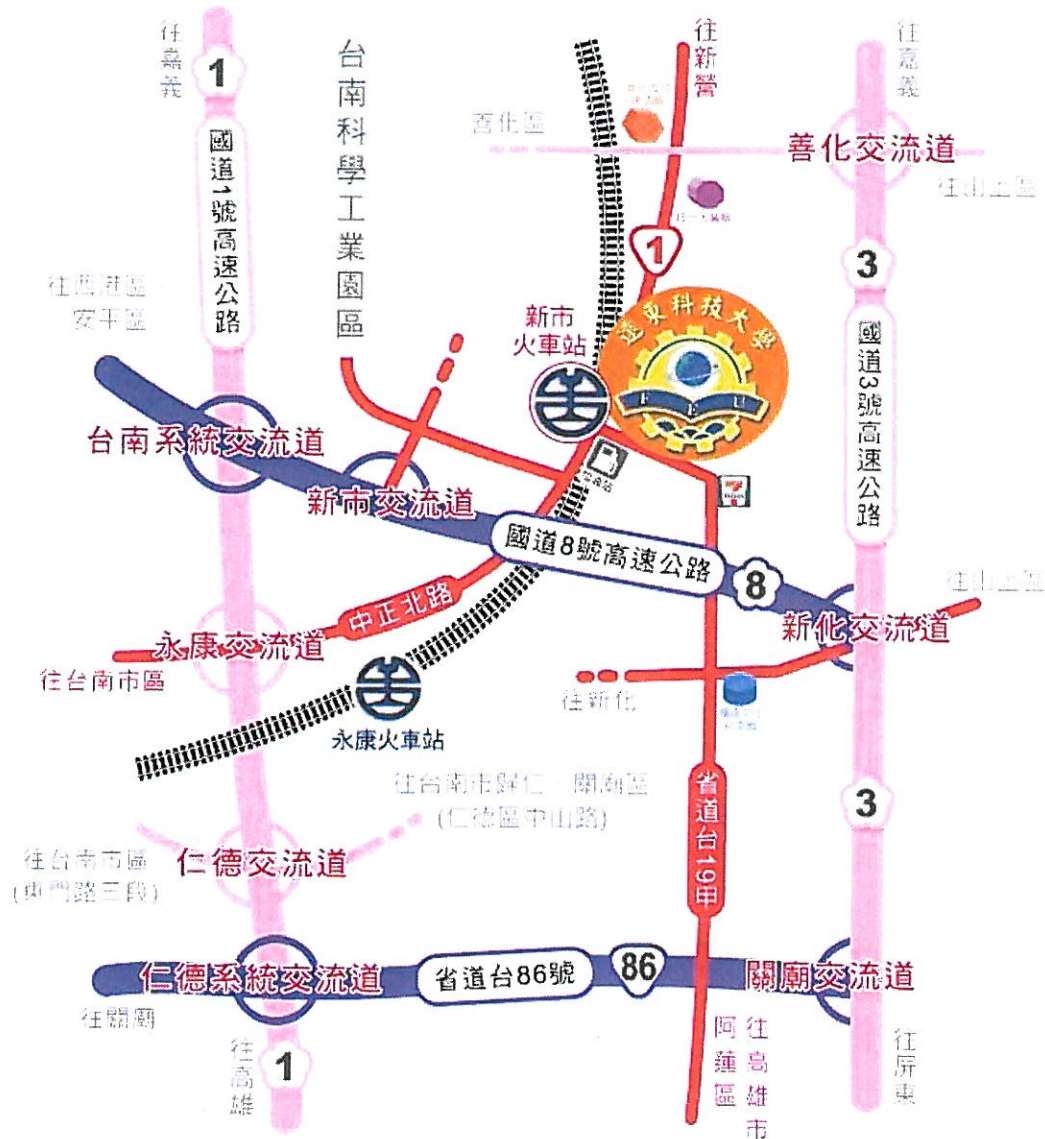 往嘉義
1
國道1號高速公路
台南科學工業園區
往新營
善化區
往嘉義
善化交流道
往山上區
1
3
國道3號高速公路
往西港區
安平區
新市
火車站
遠東科技大學
FEU
台南系統交流道
新市交流道
加油站
國道8號高速公路
8
往山上區
新化交流道
中正北路
永康交流道
往台南市區
永康火車站
往新化
往台南市歸仁、關廟區
(仁德區中山路)
省道台19甲
3
仁德交流道
往台南市區
(東門路三段)
仁德系統交流道
省道台86號
86
關廟交流道
往關廟
往高雄
1
往高雄市
阿蓮區
往屏東